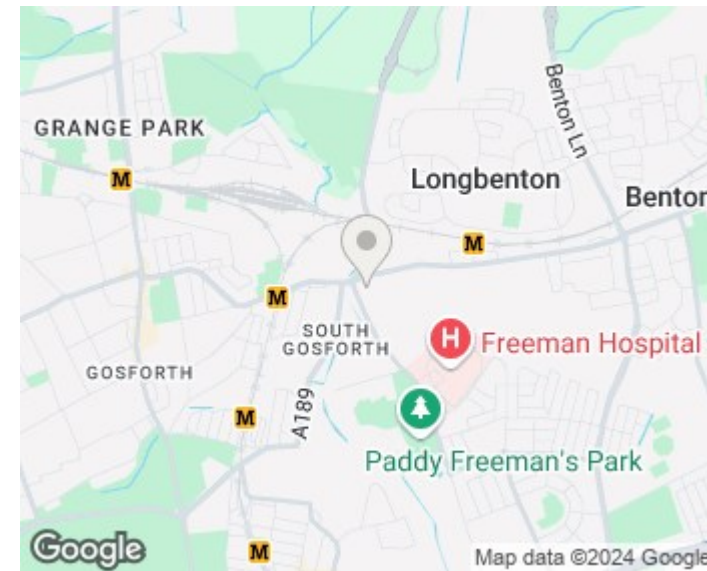 Benton Ln
GRANGE PARK
M
Longbenton
Benton
M
M
SOUTH
GOSFORTH
H Freeman Hospital
GOSFORTH
A189
M
Paddy Freeman's Park
Google
M
Map data ©2024 Google